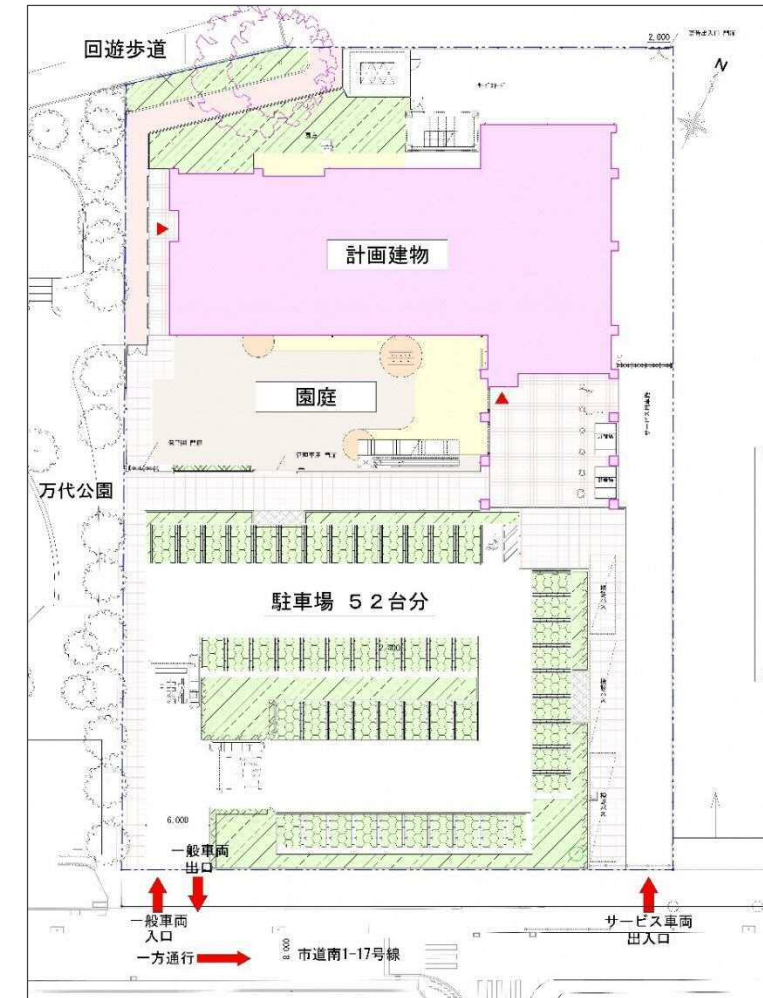 回遊歩道
2,000
N
計画建物
園庭
万代公園
駐車場 52台分
2,000
6,000
一般車両
出口
一般車両
入口
サービス車両
出入口
一方通行
8,000
市道南1-17号線